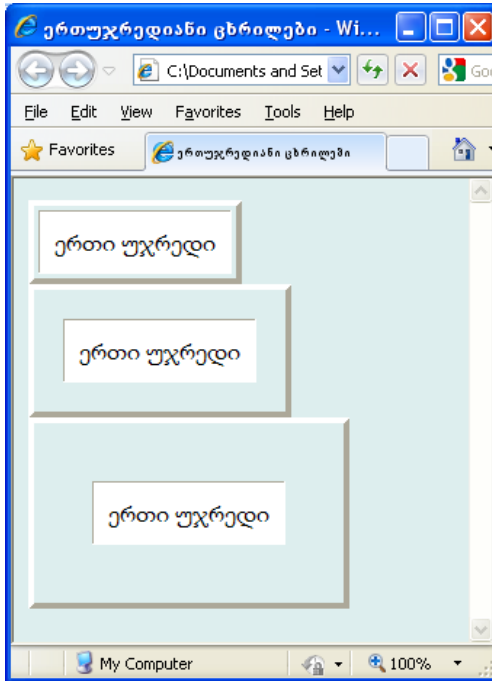 ერთუჯრედიანი ცხრილები - Wi...
C:\Documents and Set
Goo
File Edit View Favorites Tools Help
Favorites ერთუჯრედიანი ცხრილები
ერთი უჯრედი
ერთი უჯრედი
ერთი უჯრედი
My Computer 100%